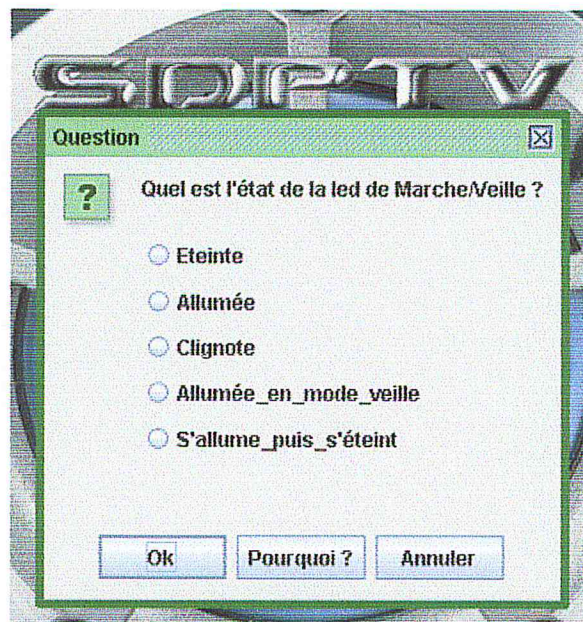 SDPTV
Question
?
Quel est l'état de la led de Marche/Veille ?
Eteinte
Allumée
Clignote
Allumée_en_mode_veille
S'allume_puis_s'éteint
Ok
Pourquoi ?
Annuler